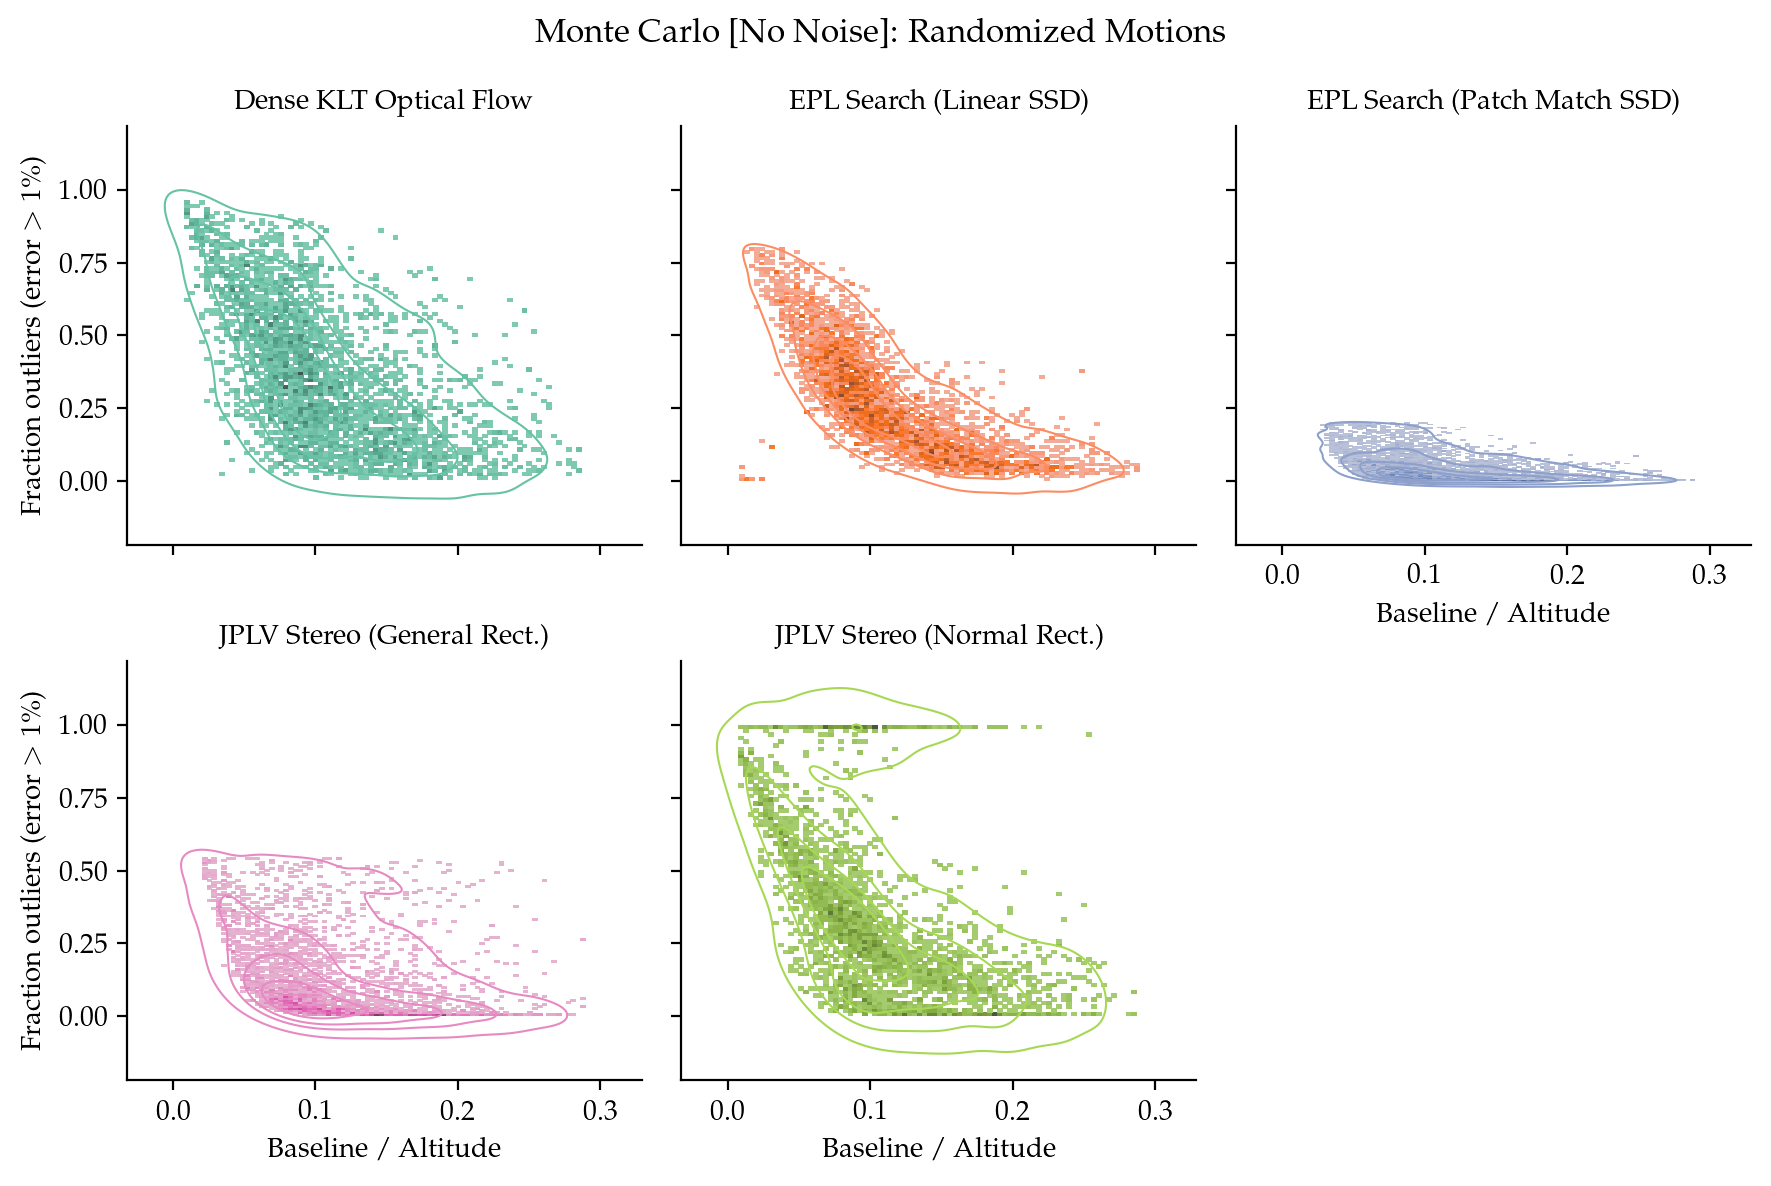 Monte Carlo [No Noise]: Randomized Motions
Dense KLT Optical Flow
EPL Search (Linear SSD)
EPL Search (Patch Match SSD)
Fraction outliers (error > 1%)
1.00
0.75
0.50
0.25
0.00
0.0 0.1 0.2 0.3
Baseline / Altitude
JPLV Stereo (General Rect.)
JPLV Stereo (Normal Rect.)
Fraction outliers (error > 1%)
1.00
0.75
0.50
0.25
0.00
0.0 0.1 0.2 0.3
0.0 0.1 0.2 0.3
Baseline / Altitude
Baseline / Altitude